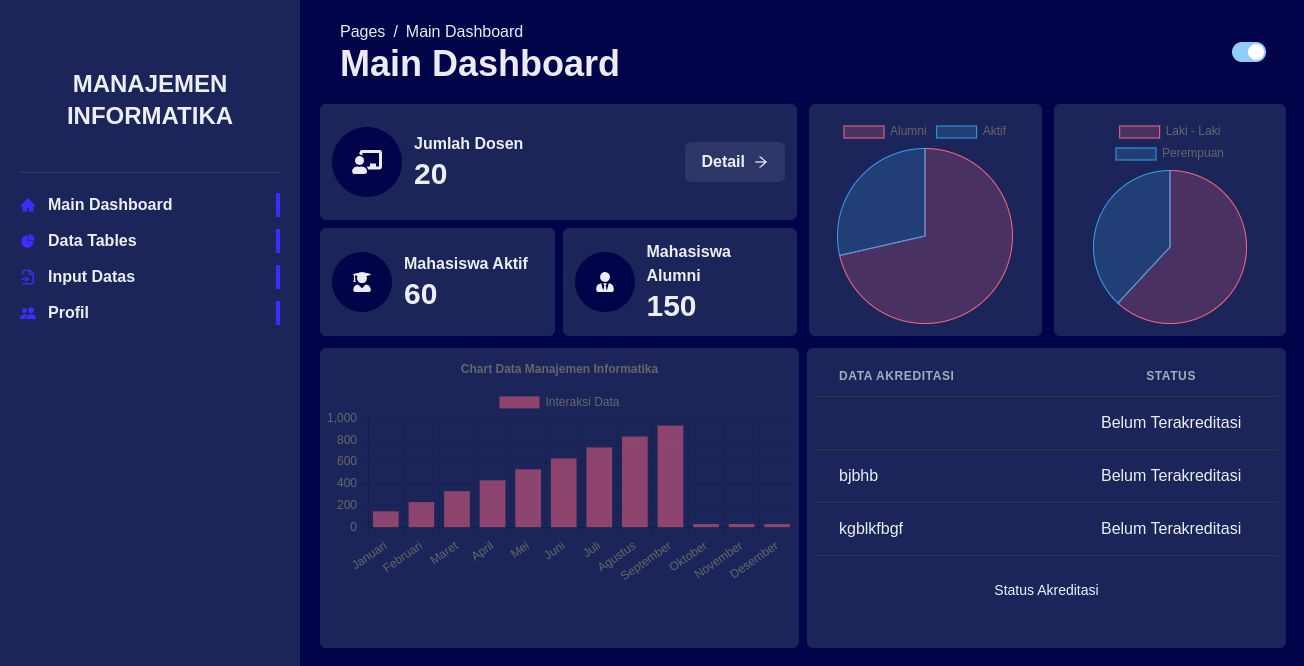 MANAJEMEN
INFORMATIKA
Main Dashboard
Data Tables
Input Datas
Profil
Pages / Main Dashboard
Main Dashboard
Jumlah Dosen
20
Detail
Mahasiswa Aktif
60
Mahasiswa
Alumni
150
Alumni Aktif
Laki - Laki
Perempuan
Chart Data Manajemen Informatika
Interaksi Data
1,000
800
600
400
200
0
Januari Februari Maret April Mei Juni Juli Agustus September Oktober November Desember
DATA AKREDITASI STATUS
Belum Terakreditasi
bjbhb Belum Terakreditasi
kgblkfbgf Belum Terakreditasi
Status Akreditasi